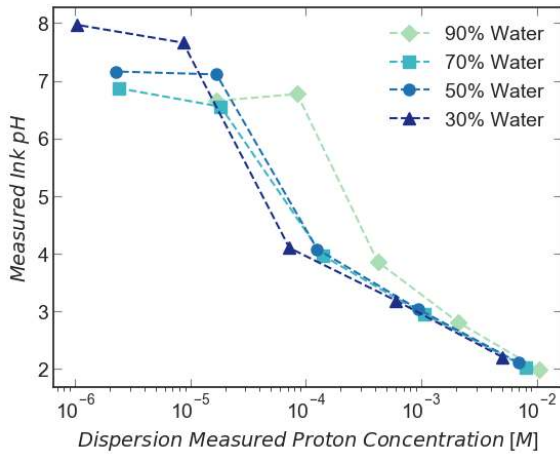 8
7
6
5
4
3
2
Measured Ink pH
90% Water
70% Water
50% Water
30% Water
10⁻⁶ 10⁻⁵ 10⁻⁴ 10⁻³ 10⁻²
Dispersion Measured Proton Concentration [M]